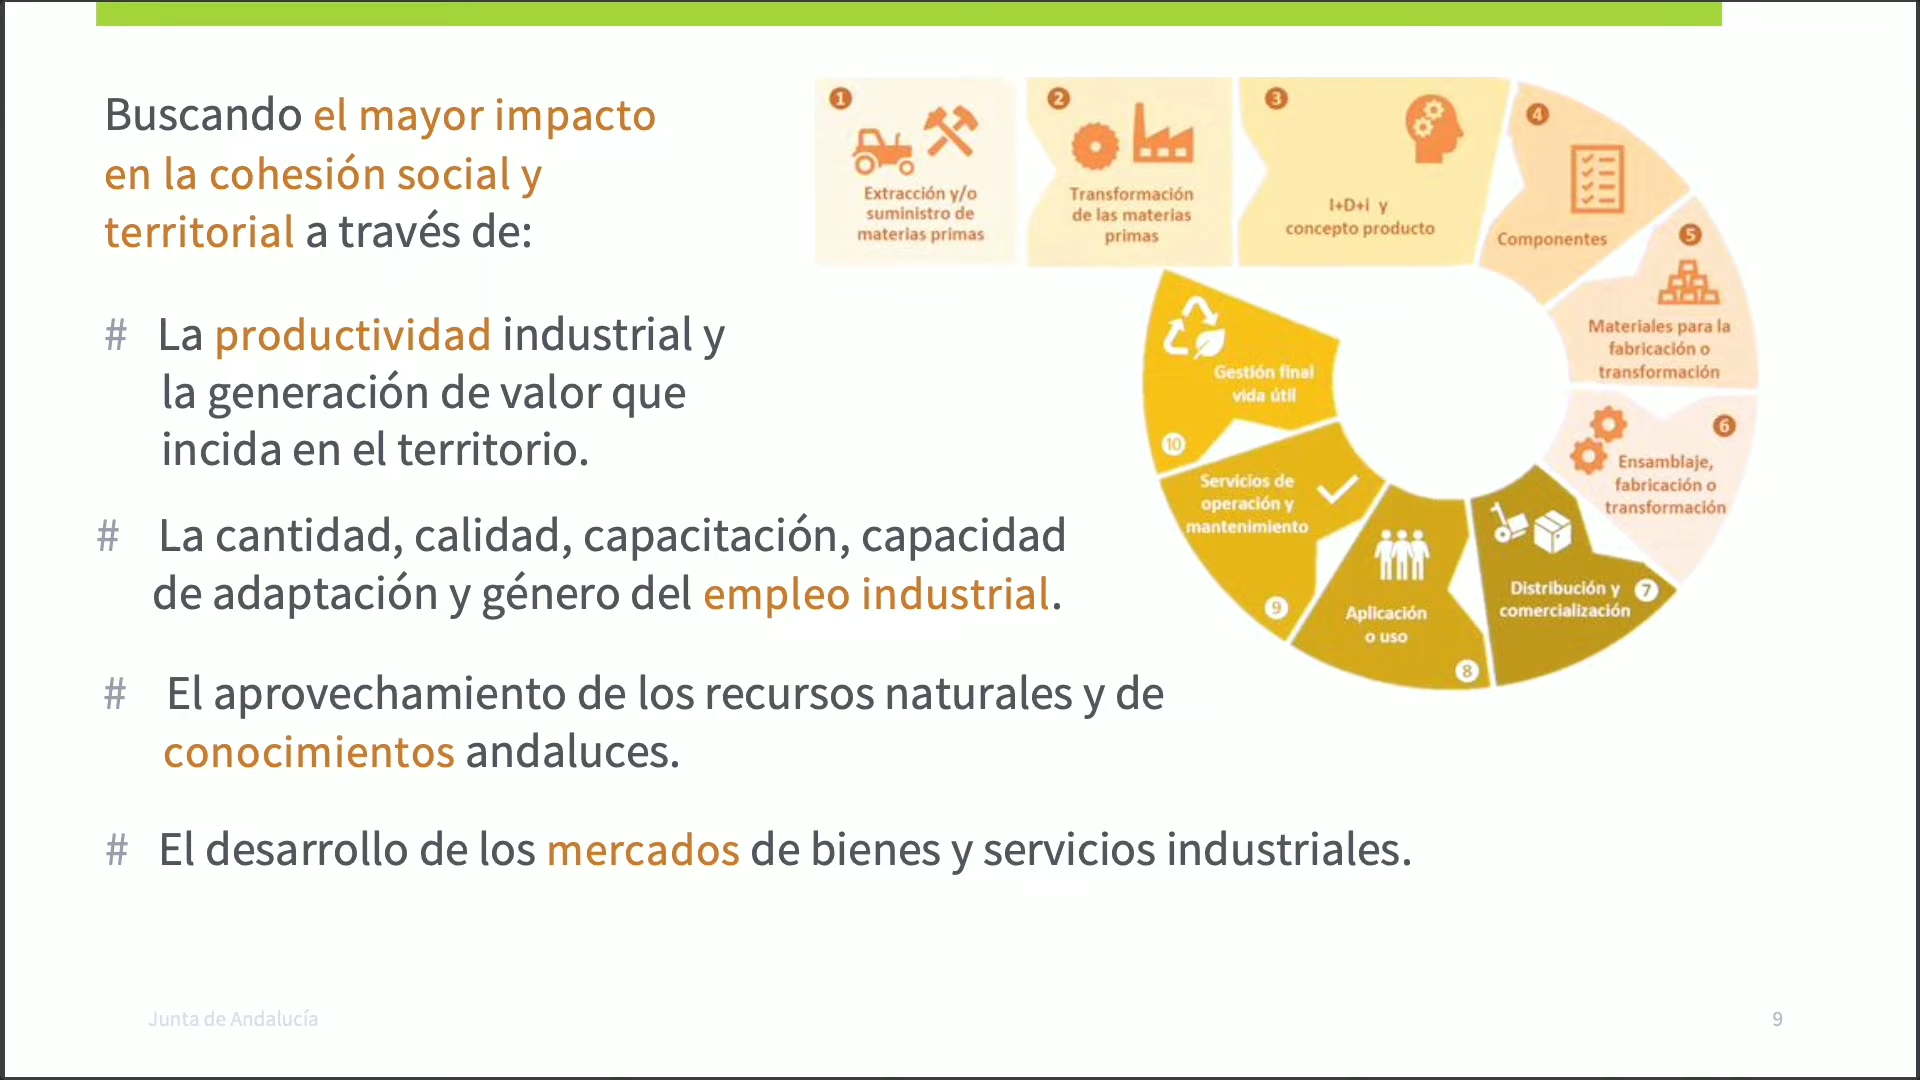 Buscando el mayor impacto
en la cohesión social y
territorial a través de:
# La productividad industrial y
la generación de valor que
incida en el territorio.
# La cantidad, calidad, capacitación, capacidad
de adaptación y género del empleo industrial.
# El aprovechamiento de los recursos naturales y de
conocimientos andaluces.
# El desarrollo de los mercados de bienes y servicios industriales.
1
Extracción y/o
suministro de
materias primas
2
Transformación
de las materias
primas
3
I+D+i y
concepto producto
4
Componentes
5
Materiales para la
fabricación o
transformación
6
Ensamblaje,
fabricación o
transformación
7
Distribución y
comercialización
8
Aplicación
o uso
9
Servicios de
operación y
mantenimiento
10
Gestión final
vida útil
Junta de Andalucía
9